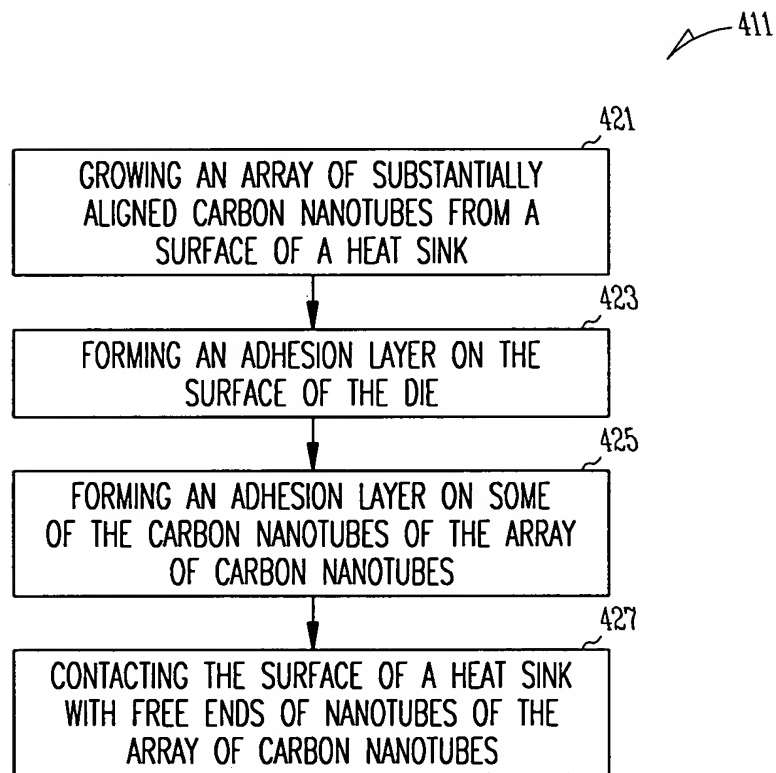 411
421
GROWING AN ARRAY OF SUBSTANTIALLY
ALIGNED CARBON NANOTUBES FROM A
SURFACE OF A HEAT SINK
423
FORMING AN ADHESION LAYER ON THE
SURFACE OF THE DIE
425
FORMING AN ADHESION LAYER ON SOME
OF THE CARBON NANOTUBES OF THE ARRAY
OF CARBON NANOTUBES
427
CONTACTING THE SURFACE OF A HEAT SINK
WITH FREE ENDS OF NANOTUBES OF THE
ARRAY OF CARBON NANOTUBES